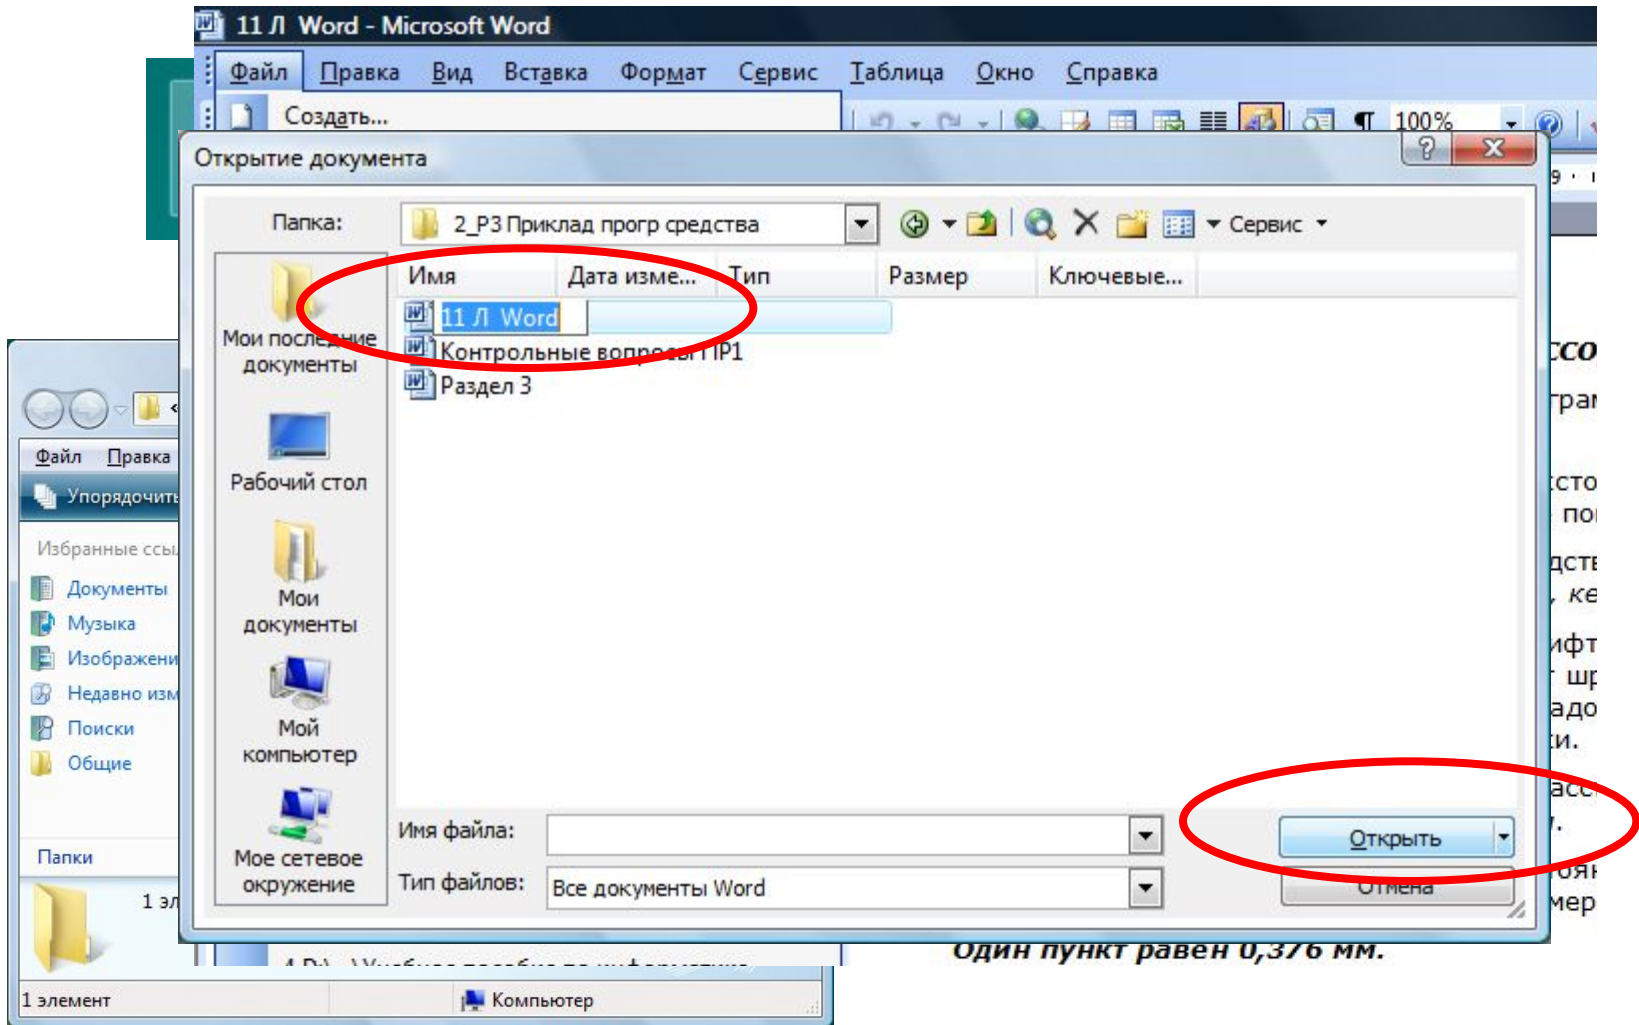 11 Л Word - Microsoft Word
Файл Правка Вид Вставка Формат Сервис Таблица Окно Справка
Создать...
100%
Открытие документа
9
Папка: 2_Р3 Приклад прогр средства Сервис
Имя Дата изме... Тип Размер Ключевые...
11 Л Word
Контрольные вопросы ПР1
Раздел 3
Мои последние
документы
Рабочий стол
Мои
документы
Мой
компьютер
Мое сетевое
окружение
Имя файла:
Открыть
Тип файлов: Все документы Word
Отмена
Файл Правка
Упорядочить
Избранные ссы
Документы
Музыка
Изображени
Недавно изм
Поиски
Общие
Папки
1 эл
1 элемент
Компьютер
Один пункт равен 0,376 мм.